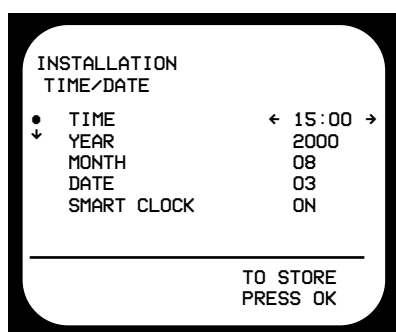 INSTALLATION
TIME/DATE
● TIME ← 15:00 →
↓ YEAR 2000
MONTH 08
DATE 03
SMART CLOCK ON
TO STORE
PRESS OK